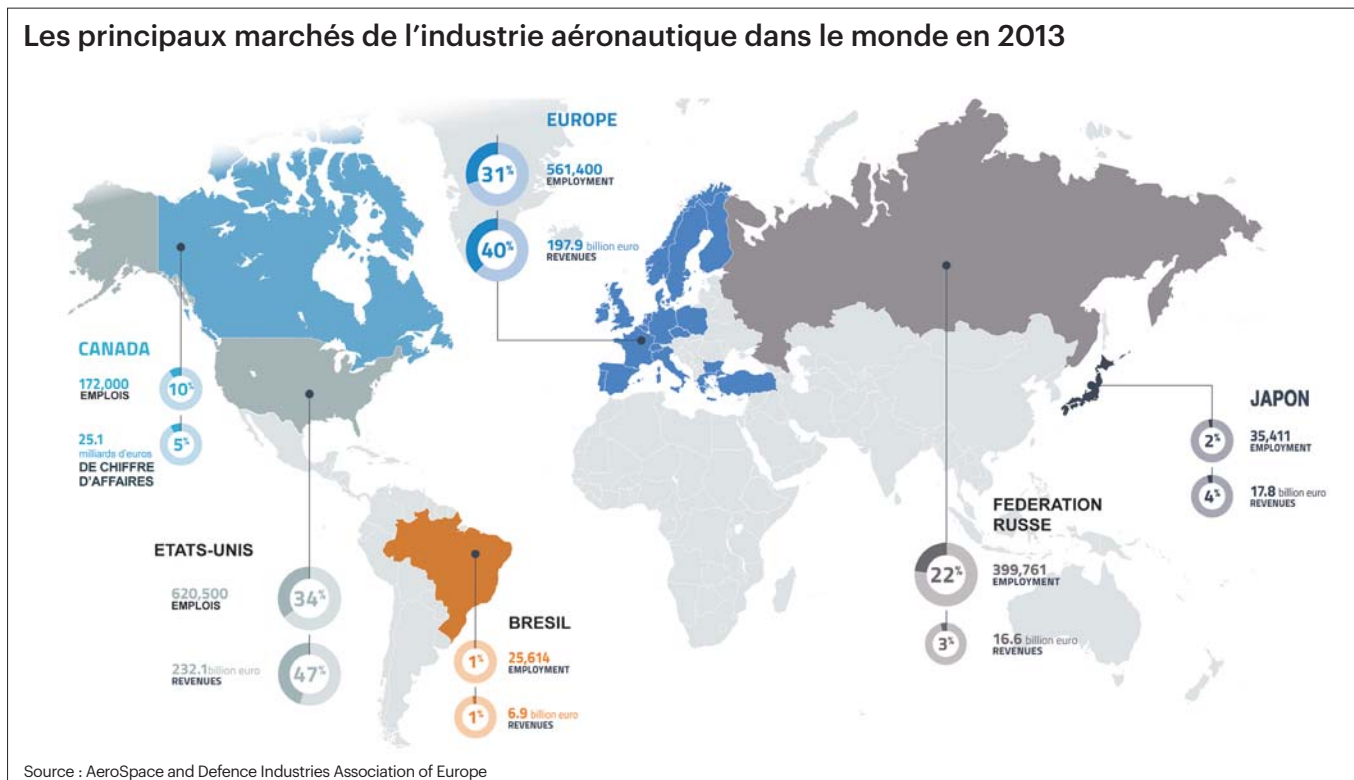 Les principaux marchés de l'industrie aéronautique dans le monde en 2013
EUROPE
31%
561,400
EMPLOYMENT
40%
197.9 billion euro
REVENUES
CANADA
172,000
EMPLOIS
10%
25.1
milliards d'euros
DE CHIFFRE
D'AFFAIRES
5%
ETATS-UNIS
620,500
EMPLOIS
34%
232.1 billion euro
REVENUES
47%
BRESIL
1%
25,614
EMPLOYMENT
1%
6.9 billion euro
REVENUES
FEDERATION
RUSSE
22%
399,761
EMPLOYMENT
3%
16.6 billion euro
REVENUES
JAPON
2%
35,411
EMPLOYMENT
4%
17.8 billion euro
REVENUES
Source : AeroSpace and Defence Industries Association of Europe